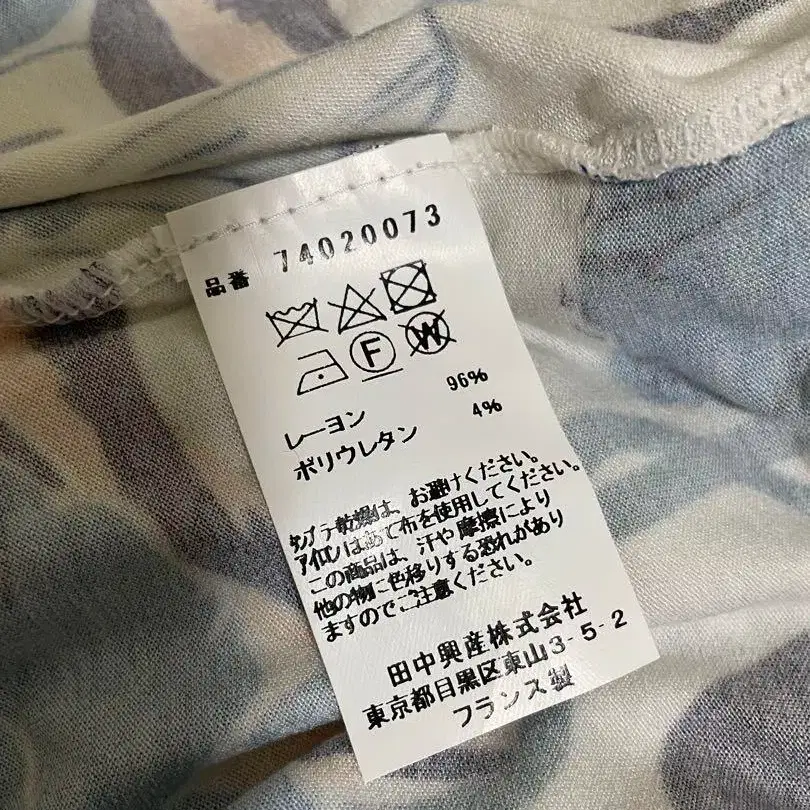 品番 74020073
F W
レーヨン 96%
ポリウレタン 4%
タンブラ乾燥は、お避けください。
アイロンはあて布を使用してください。
この商品は、汗や摩擦により
他の物に色移りする恐れがあり
ますのでご注意ください。
田中興産株式会社
東京都目黒区東山3-5-2
フランス製